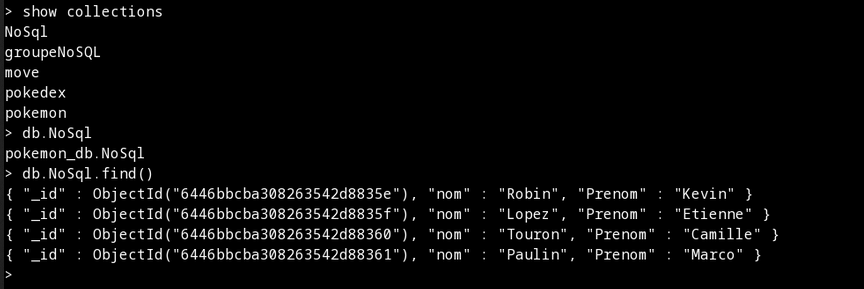 > show collections
NoSql
groupeNoSQL
move
pokedex
pokemon
> db.NoSql
pokemon_db.NoSql
> db.NoSql.find()
{ "_id" : ObjectId("6446bbcba308263542d8835e"), "nom" : "Robin", "Prenom" : "Kevin" }
{ "_id" : ObjectId("6446bbcba308263542d8835f"), "nom" : "Lopez", "Prenom" : "Etienne" }
{ "_id" : ObjectId("6446bbcba308263542d88360"), "nom" : "Touron", "Prenom" : "Camille" }
{ "_id" : ObjectId("6446bbcba308263542d88361"), "nom" : "Paulin", "Prenom" : "Marco" }
>